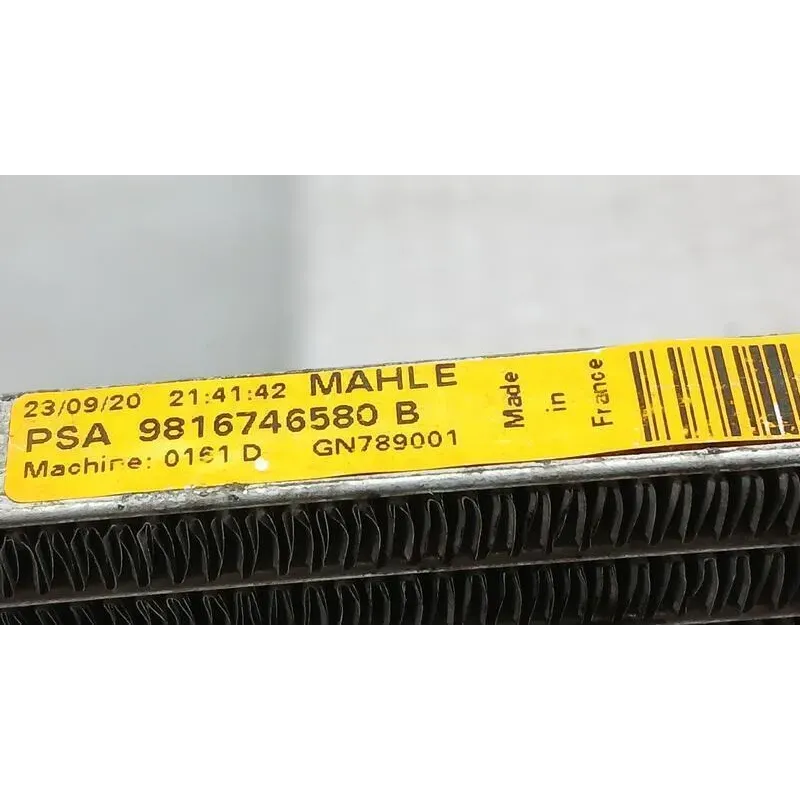 23/09/20 21:41:42 MAHLE
PSA 9816746580 B
Machine: 0161 D GN789001
Made
in
France